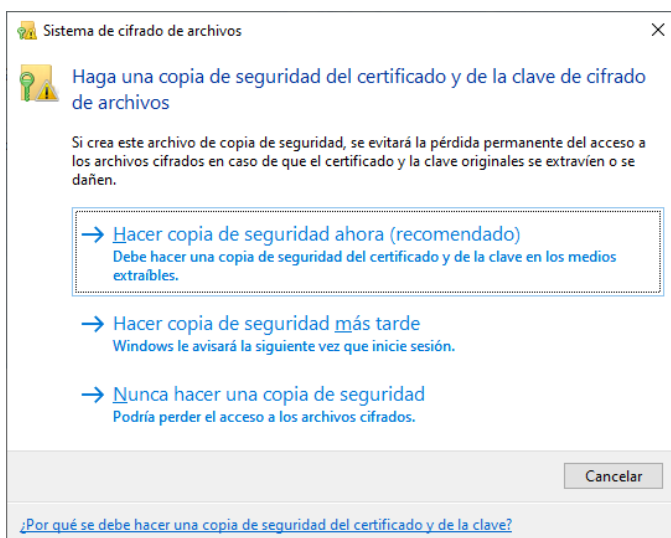 Sistema de cifrado de archivos
Haga una copia de seguridad del certificado y de la clave de cifrado
de archivos
Si crea este archivo de copia de seguridad, se evitará la pérdida permanente del acceso a
los archivos cifrados en caso de que el certificado y la clave originales se extravíen o se
dañen.
Hacer copia de seguridad ahora (recomendado)
Debe hacer una copia de seguridad del certificado y de la clave en los medios
extraíbles.
Hacer copia de seguridad más tarde
Windows le avisará la siguiente vez que inicie sesión.
Nunca hacer una copia de seguridad
Podría perder el acceso a los archivos cifrados.
Cancelar
¿Por qué se debe hacer una copia de seguridad del certificado y de la clave?